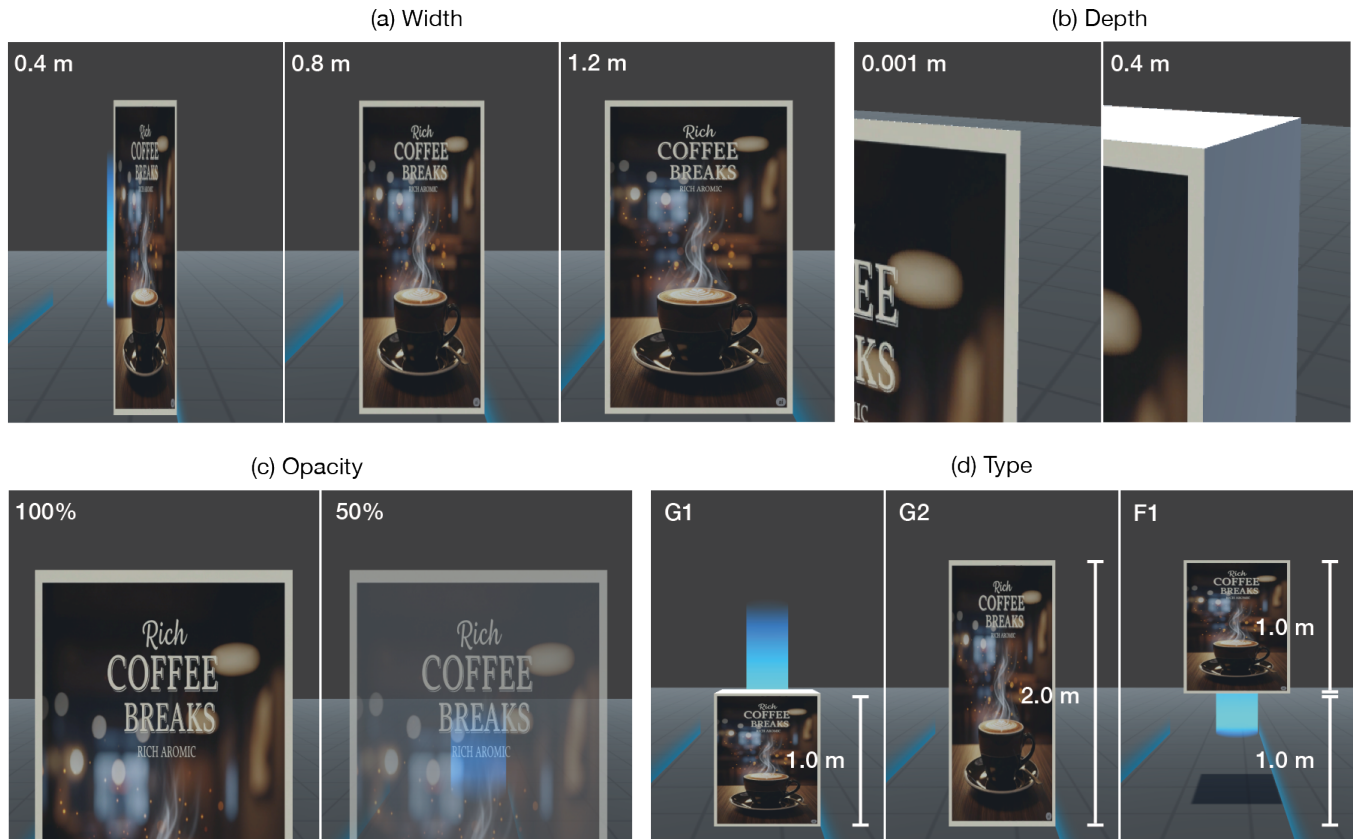 (a) Width
0.4 m
Rich
COFFEE
BREAKS
0.8 m
Rich
COFFEE
BREAKS
RICH AROMIC
1.2 m
Rich
COFFEE
BREAKS
RICH AROMIC
(b) Depth
0.001 m
EE
KS
IC
0.4 m
(c) Opacity
100%
Rich
COFFEE
BREAKS
RICH AROMIC
50%
Rich
COFFEE
BREAKS
RICH AROMIC
(d) Type
G1
Rich
COFFEE
BREAKS
1.0 m
G2
Rich
COFFEE
BREAKS
RICH AROMIC
2.0 m
F1
Rich
COFFEE
BREAKS
1.0 m
1.0 m